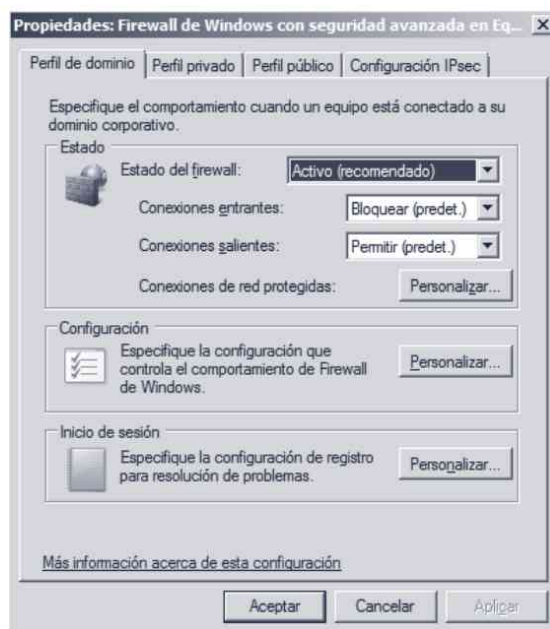 Propiedades: Firewall de Windows con seguridad avanzada en Eq...
Perfil de dominio Perfil privado Perfil público Configuración IPsec
Especifique el comportamiento cuando un equipo está conectado a su
dominio corporativo.
Estado
Estado del firewall: Activo (recomendado)
Conexiones entrantes: Bloquear (predet.)
Conexiones salientes: Permitir (predet.)
Conexiones de red protegidas: Personalizar...
Configuración
Especifique la configuración que
controla el comportamiento de Firewall
de Windows.
Personalizar...
Inicio de sesión
Especifique la configuración de registro
para resolución de problemas.
Personalizar...
Más información acerca de esta configuración
Aceptar Cancelar Aplicar